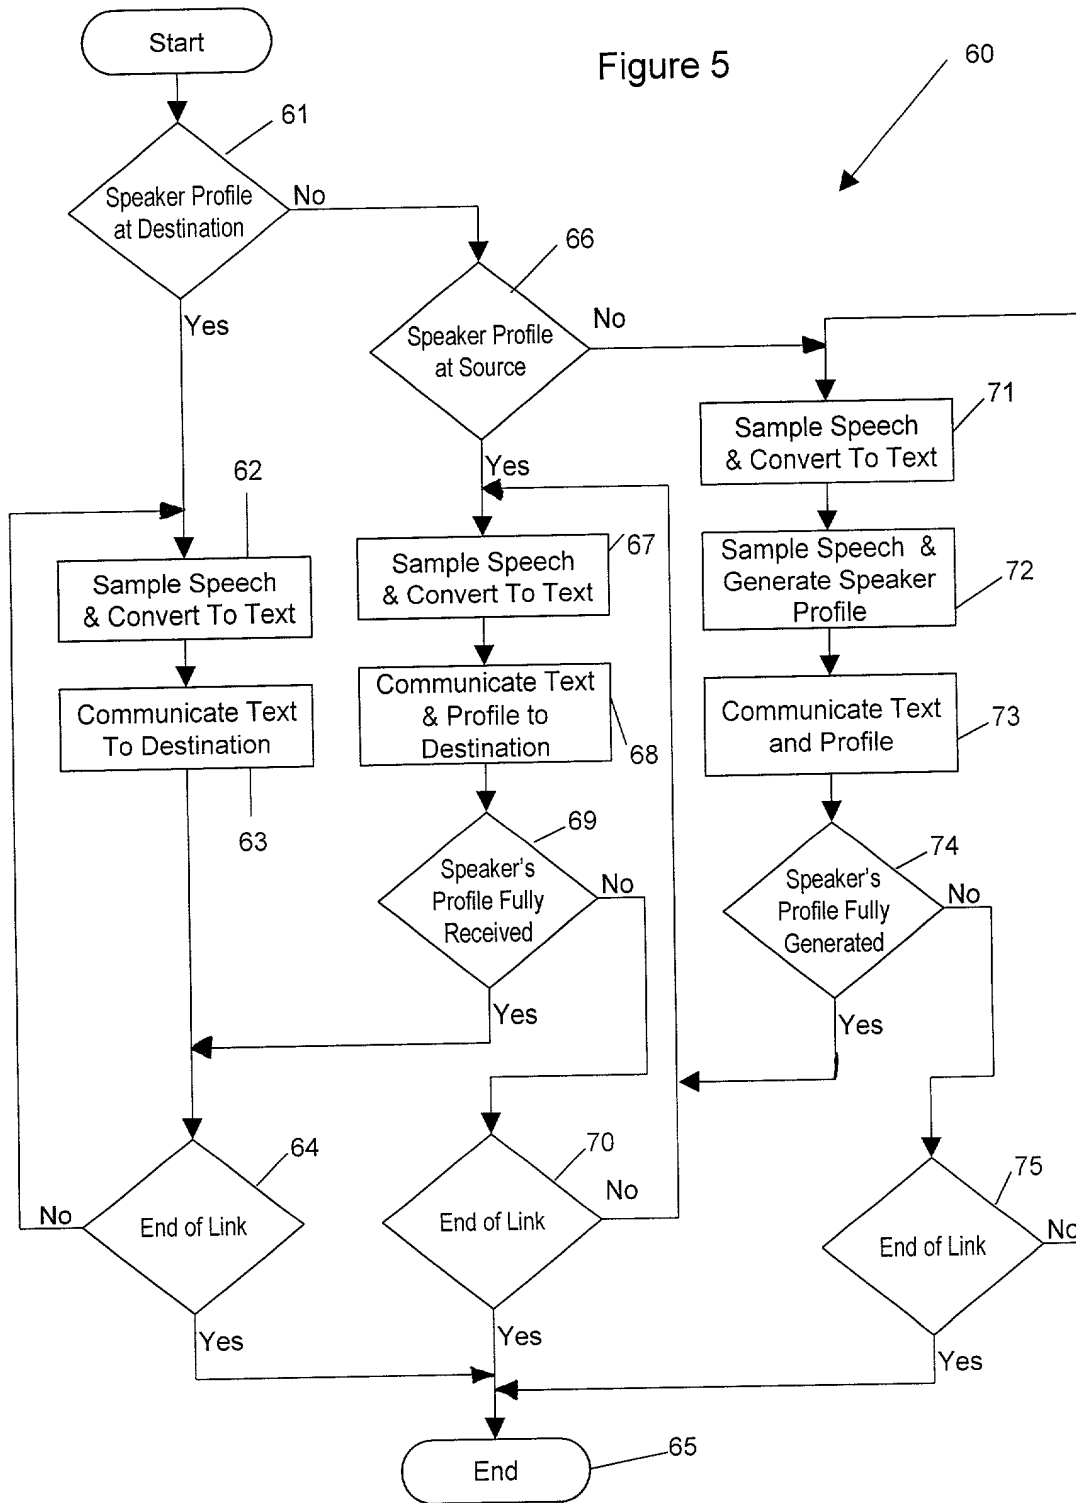 Start
Figure 5
60
61
Speaker Profile
at Destination
No
Yes
66
Speaker Profile
at Source
No
Yes
71
Sample Speech
& Convert To Text
62
Sample Speech
& Convert To Text
67
Sample Speech
& Convert To Text
Sample Speech &
Generate Speaker
Profile
72
Communicate Text
To Destination
63
Communicate Text
& Profile to
Destination
68
Communicate Text
and Profile
73
69
Speaker's
Profile Fully
Received
No
Yes
74
Speaker's
Profile Fully
Generated
No
Yes
64
End of Link
No
Yes
70
End of Link
No
Yes
75
End of Link
No
Yes
End
65